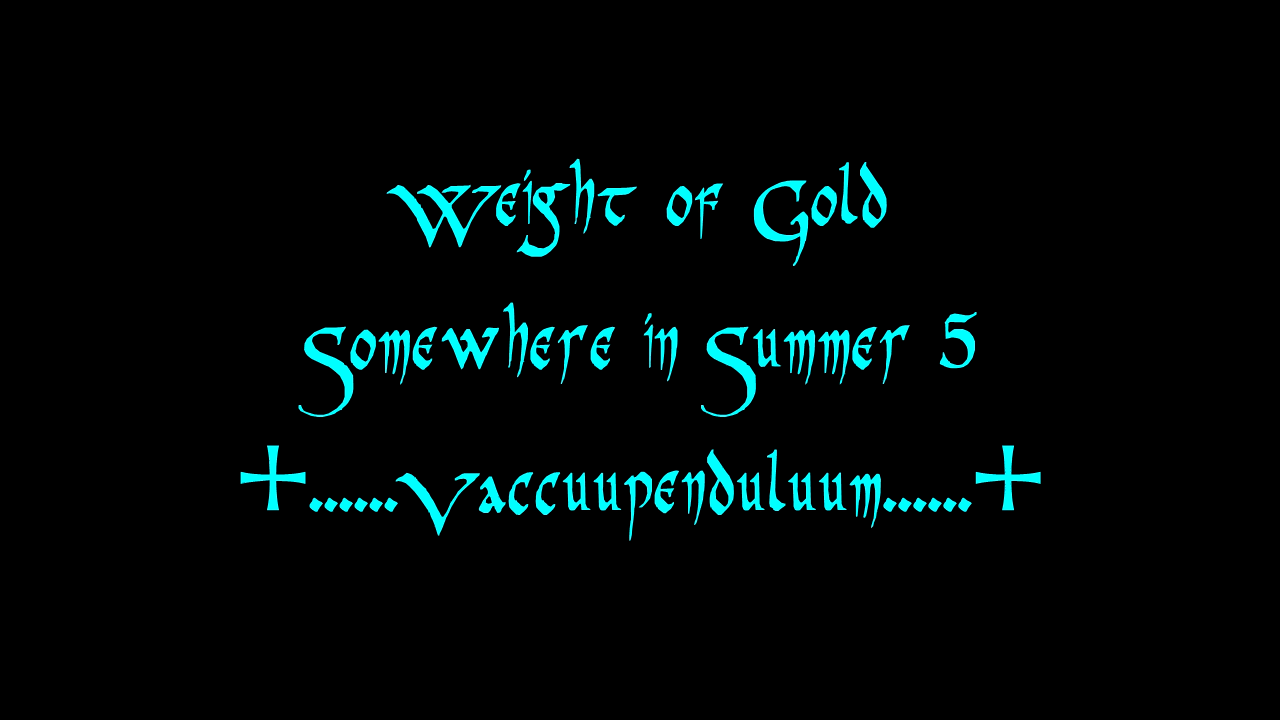 Weight of Gold
Somewhere in Summer 5
✝......Vaccuupenduluum......✝